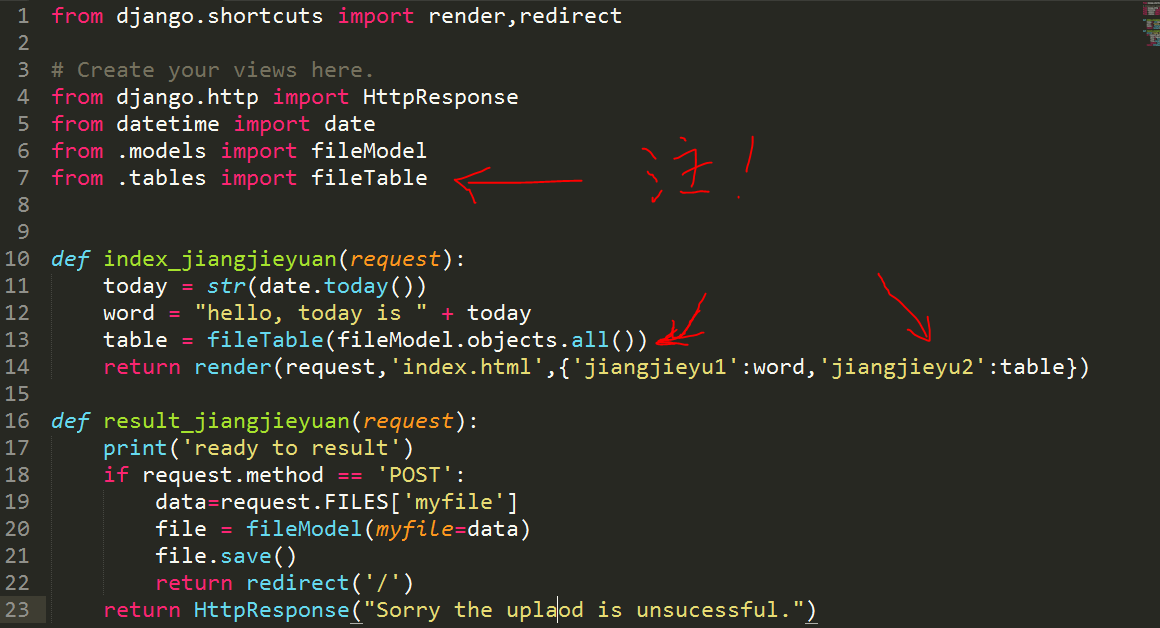 1 from django.shortcuts import render,redirect
2
3 # Create your views here.
4 from django.http import HttpResponse
5 from datetime import date
6 from .models import fileModel
7 from .tables import fileTable 注!
8
9
10 def index_jiangjieyuan(request):
11 today = str(date.today())
12 word = "hello, today is " + today
13 table = fileTable(fileModel.objects.all())
14 return render(request,'index.html',{'jiangjieyu1':word,'jiangjieyu2':table})
15
16 def result_jiangjieyuan(request):
17 print('ready to result')
18 if request.method == 'POST':
19 data=request.FILES['myfile']
20 file = fileModel(myfile=data)
21 file.save()
22 return redirect('/')
23 return HttpResponse("Sorry the uplaod is unsucessful.")